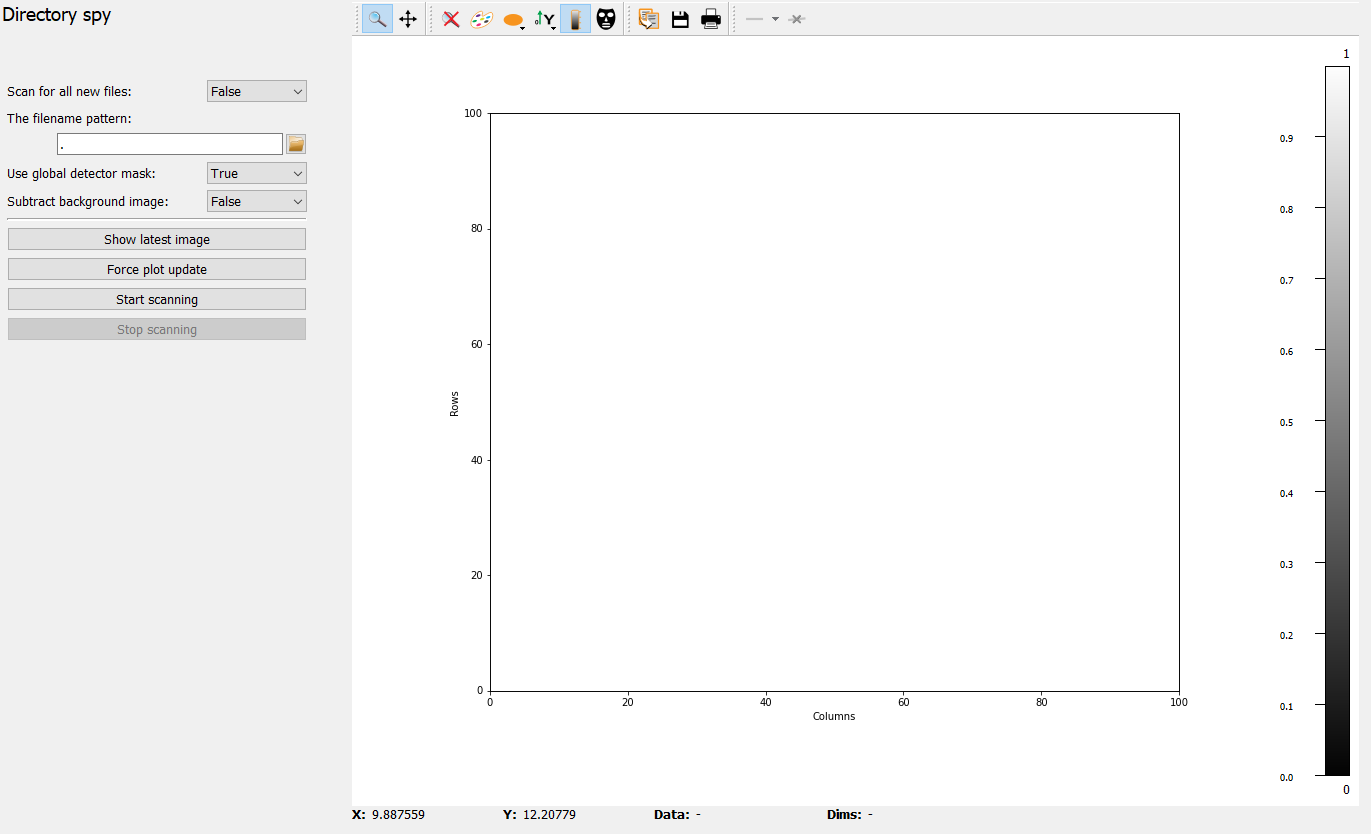 Directory spy
Scan for all new files: False
The filename pattern:
.
Use global detector mask: True
Subtract background image: False
Show latest image
Force plot update
Start scanning
Stop scanning
Y
1
100
80
60
40
20
0
Rows
0 20 40 60 80 100
Columns
0.9
0.8
0.7
0.6
0.5
0.4
0.3
0.2
0.1
0.0
0
X: 9.887559 Y: 12.20779 Data: - Dims: -